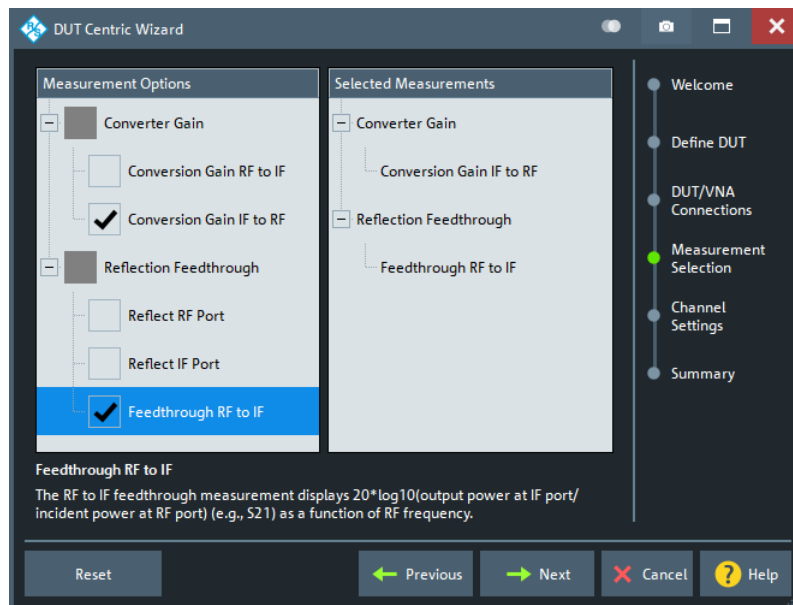 DUT Centric Wizard
Measurement Options
Converter Gain
Conversion Gain RF to IF
Conversion Gain IF to RF
Reflection Feedthrough
Reflect RF Port
Reflect IF Port
Feedthrough RF to IF
Selected Measurements
Converter Gain
Conversion Gain IF to RF
Reflection Feedthrough
Feedthrough RF to IF
Welcome
Define DUT
DUT/VNA
Connections
Measurement
Selection
Channel
Settings
Summary
Feedthrough RF to IF
The RF to IF feedthrough measurement displays 20*log10(output power at IF port/
incident power at RF port) (e.g., S21) as a function of RF frequency.
Reset
Previous
Next
Cancel
? Help